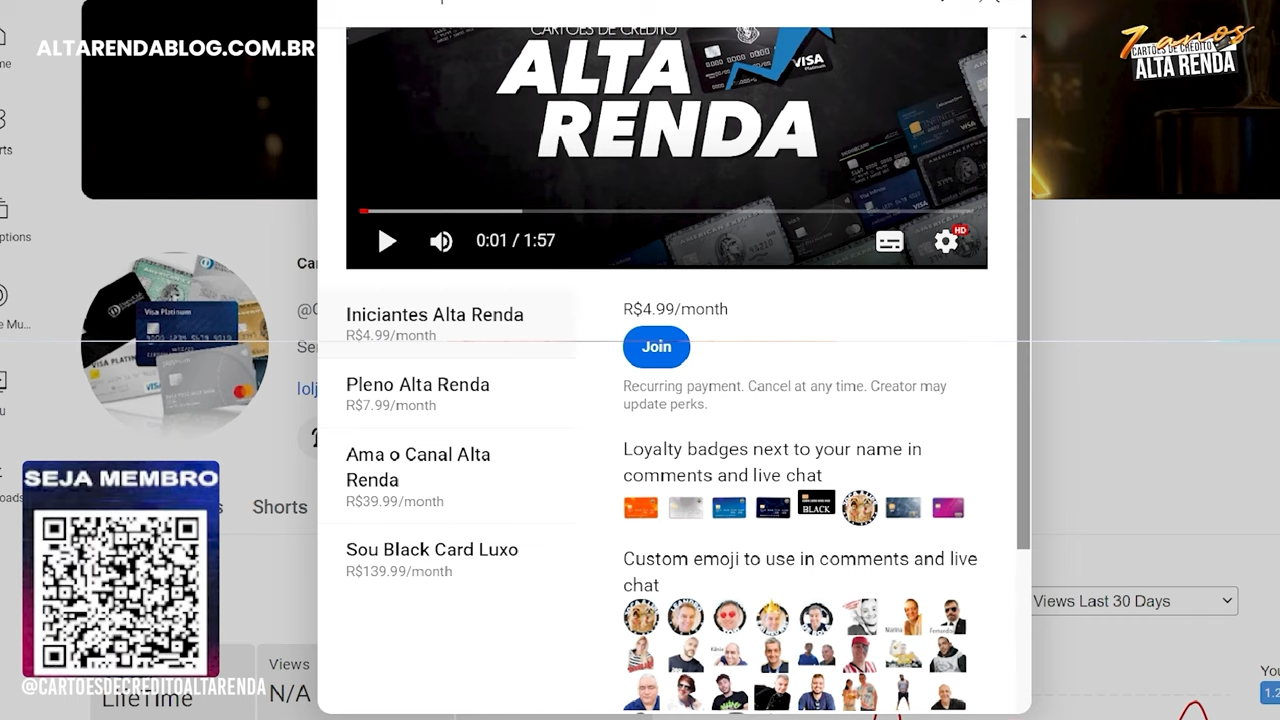 ALTARENDABLOG.COM.BR
7 anos
CARTÕES DE CRÉDITO
ALTA RENDA
CARTÕES DE CRÉDITO
ALTA
RENDA
VISA
0:01 / 1:57
HD
Iniciantes Alta Renda
R$4.99/month
Pleno Alta Renda
R$7.99/month
Ama o Canal Alta
Renda
R$39.99/month
Sou Black Card Luxo
R$139.99/month
R$4.99/month
Join
Recurring payment. Cancel at any time. Creator may
update perks.
Loyalty badges next to your name in
comments and live chat
BLACK
Custom emoji to use in comments and live
chat
Visa Platinum
SEJA MEMBRO
Shorts
Views Last 30 Days
Views
N/A
LifeTime
@CARTOESDECREDITOALTARENDA